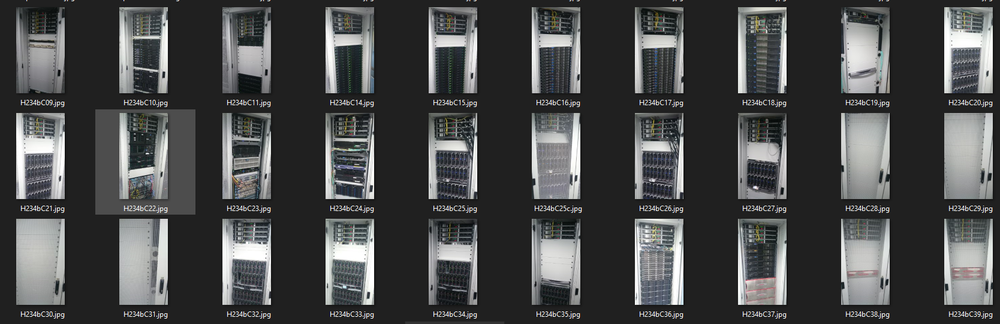 H234bC09.jpg H234bC10.jpg H234bC11.jpg H234bC14.jpg H234bC15.jpg H234bC16.jpg H234bC17.jpg H234bC18.jpg H234bC19.jpg H234bC20.jpg
H234bC21.jpg H234bC22.jpg H234bC23.jpg H234bC24.jpg H234bC25.jpg H234bC25c.jpg H234bC26.jpg H234bC27.jpg H234bC28.jpg H234bC29.jpg
H234bC30.jpg H234bC31.jpg H234bC32.jpg H234bC33.jpg H234bC34.jpg H234bC35.jpg H234bC36.jpg H234bC37.jpg H234bC38.jpg H234bC39.jpg